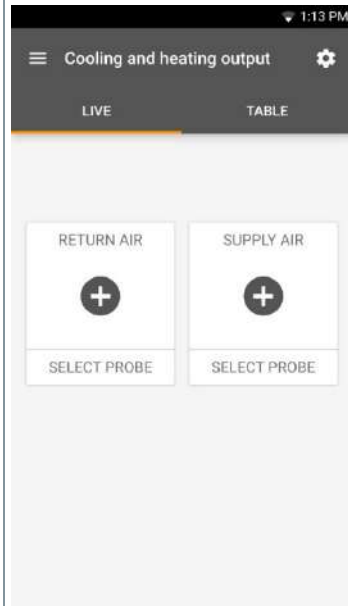 1:13 PM
Cooling and heating output
LIVE TABLE
RETURN AIR SUPPLY AIR
SELECT PROBE SELECT PROBE